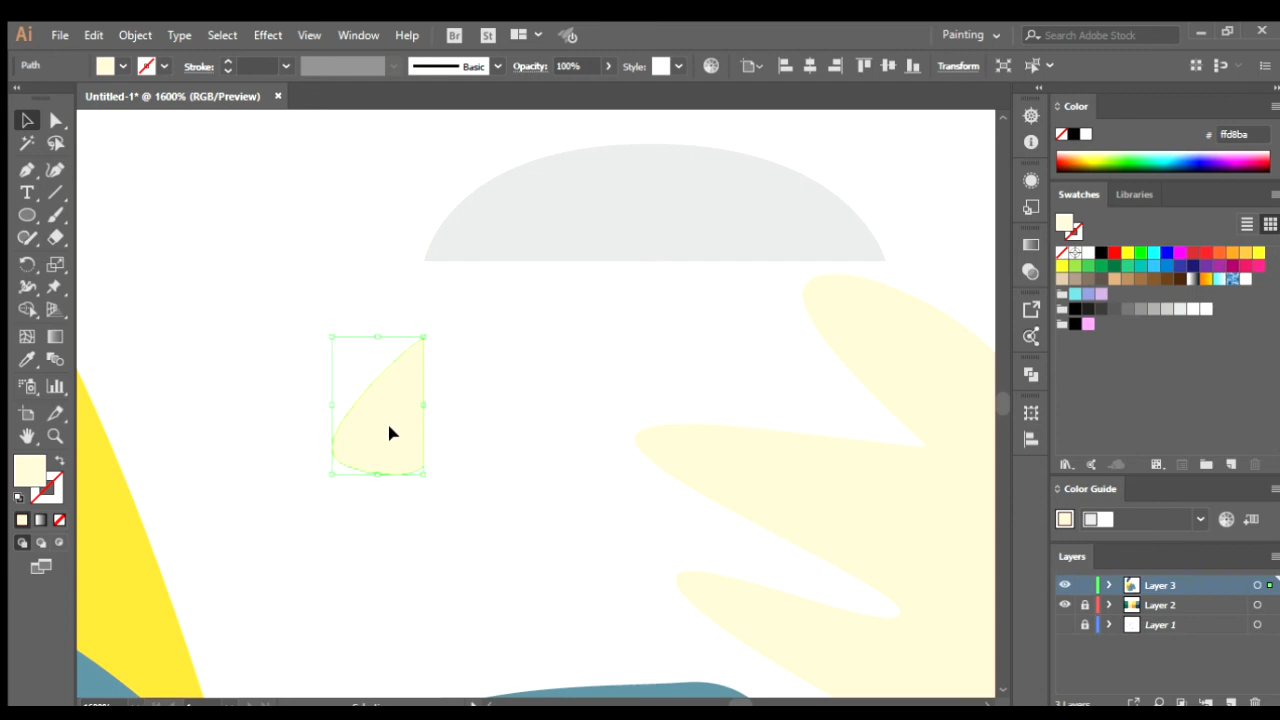 Ai File Edit Object Type Select Effect View Window Help Br St Painting Search Adobe Stock
Path Stroke: Basic Opacity: 100% Style: Transform
Untitled-1* @ 1600% (RGB/Preview) ×
Color
# ffd8ba
Swatches Libraries
Color Guide
Layers
Layer 3
Layer 2
Layer 1